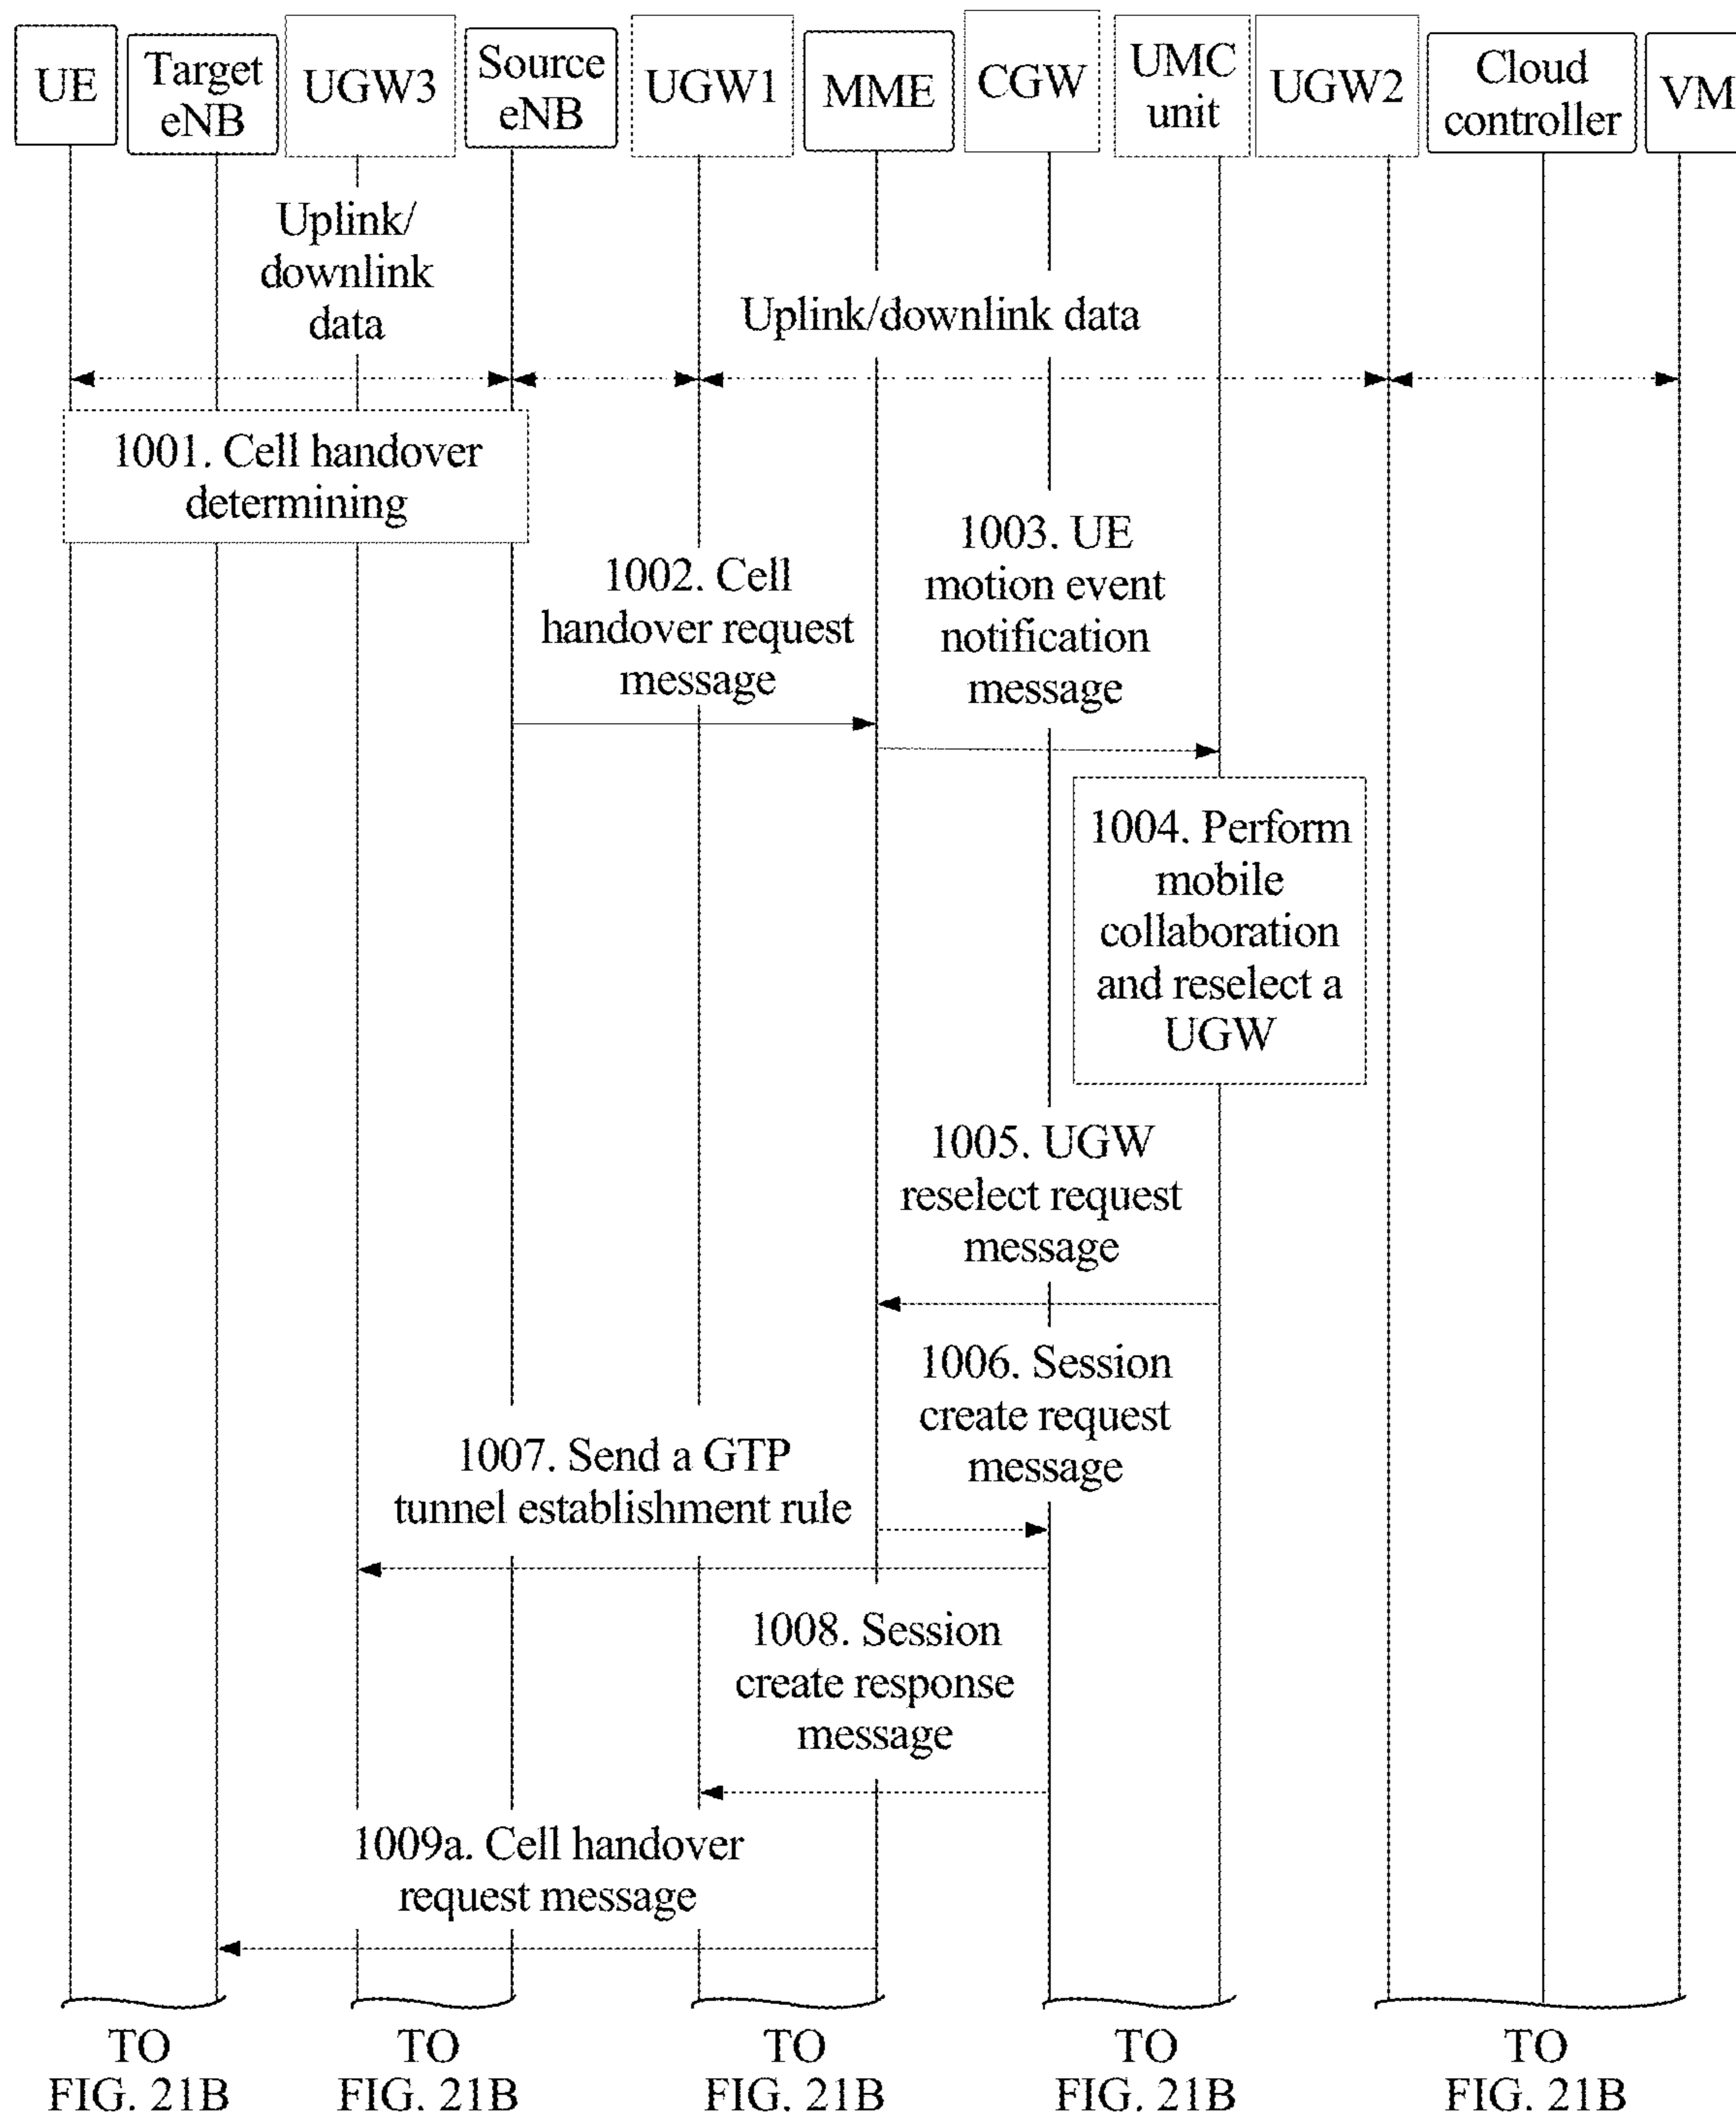 UE
Target
eNB
UGW3
Source
eNB
UGW1
MME
CGW
UMC
unit
UGW2
Cloud
controller
VM
Uplink/
downlink
data
Uplink/downlink data
1001. Cell handover
determining
1002. Cell
handover request
message
1003. UE
motion event
notification
message
1004. Perform
mobile
collaboration
and reselect a
UGW
1005. UGW
reselect request
message
1006. Session
create request
message
1007. Send a GTP
tunnel establishment rule
1008. Session
create response
message
1009a. Cell handover
request message
TO
FIG. 21B
TO
FIG. 21B
TO
FIG. 21B
TO
FIG. 21B
TO
FIG. 21B